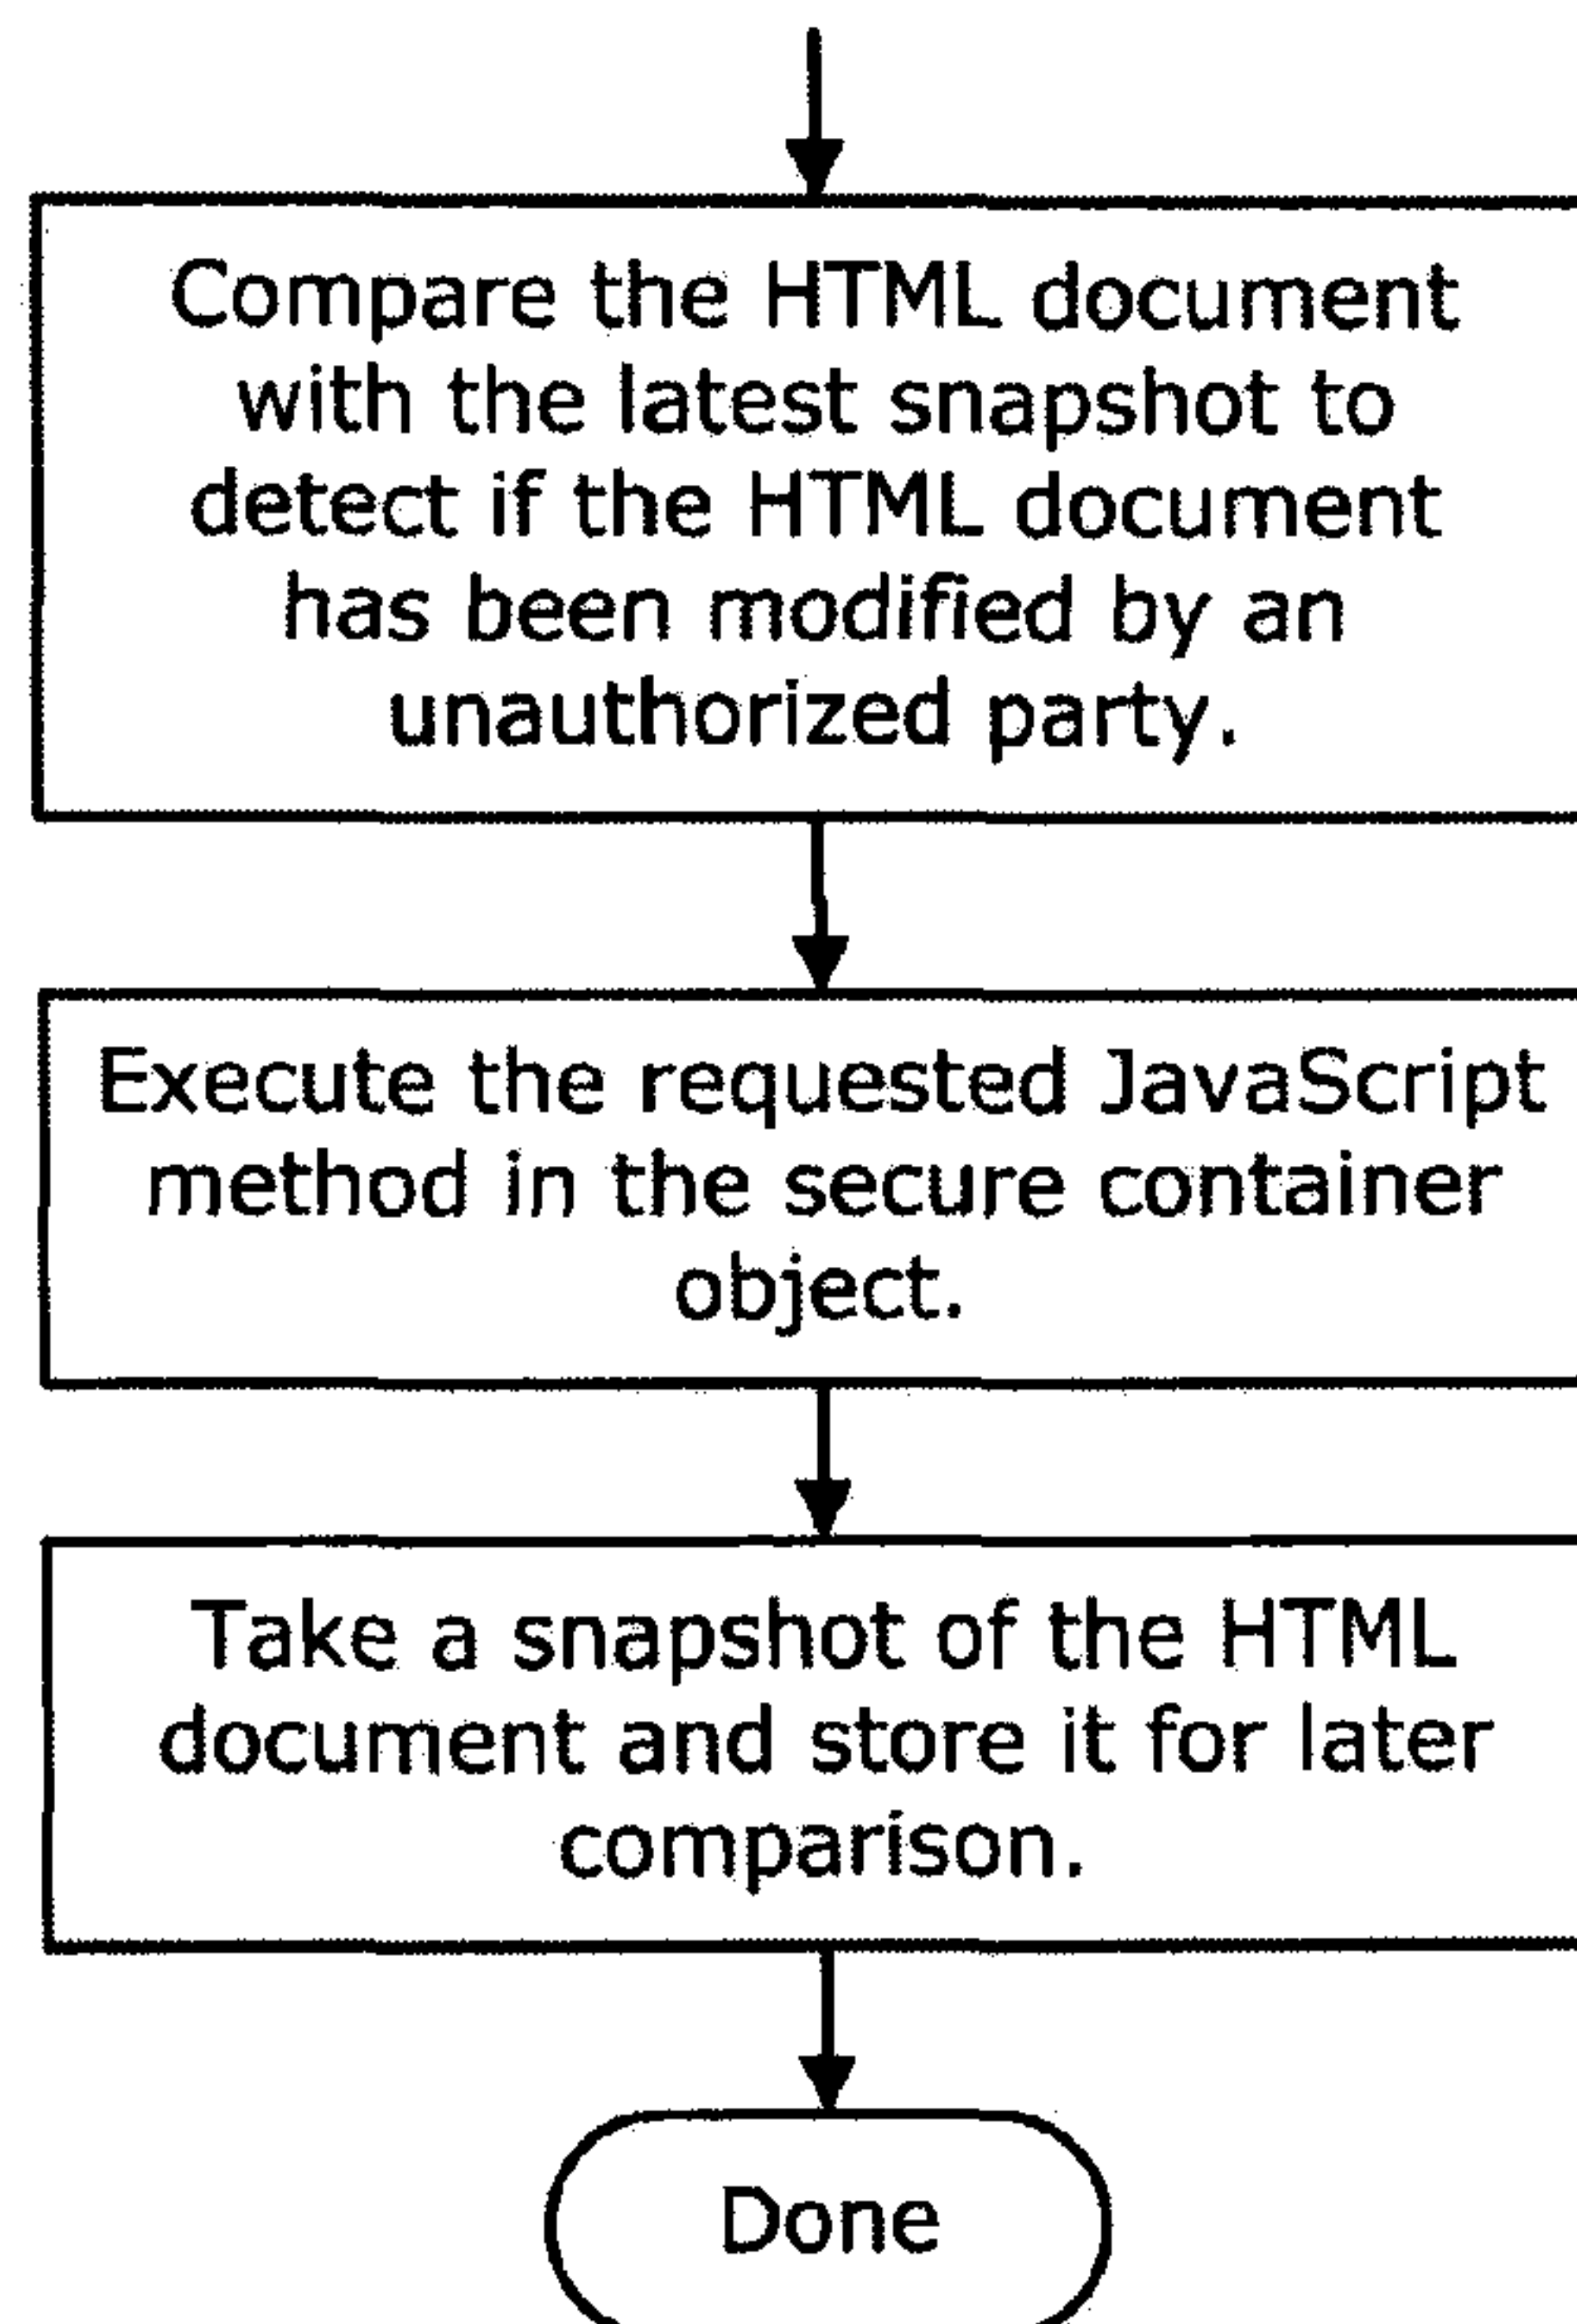 Compare the HTML document
with the latest snapshot to
detect if the HTML document
has been modified by an
unauthorized party.
Execute the requested JavaScript
method in the secure container
object.
Take a snapshot of the HTML
document and store it for later
comparison.
Done